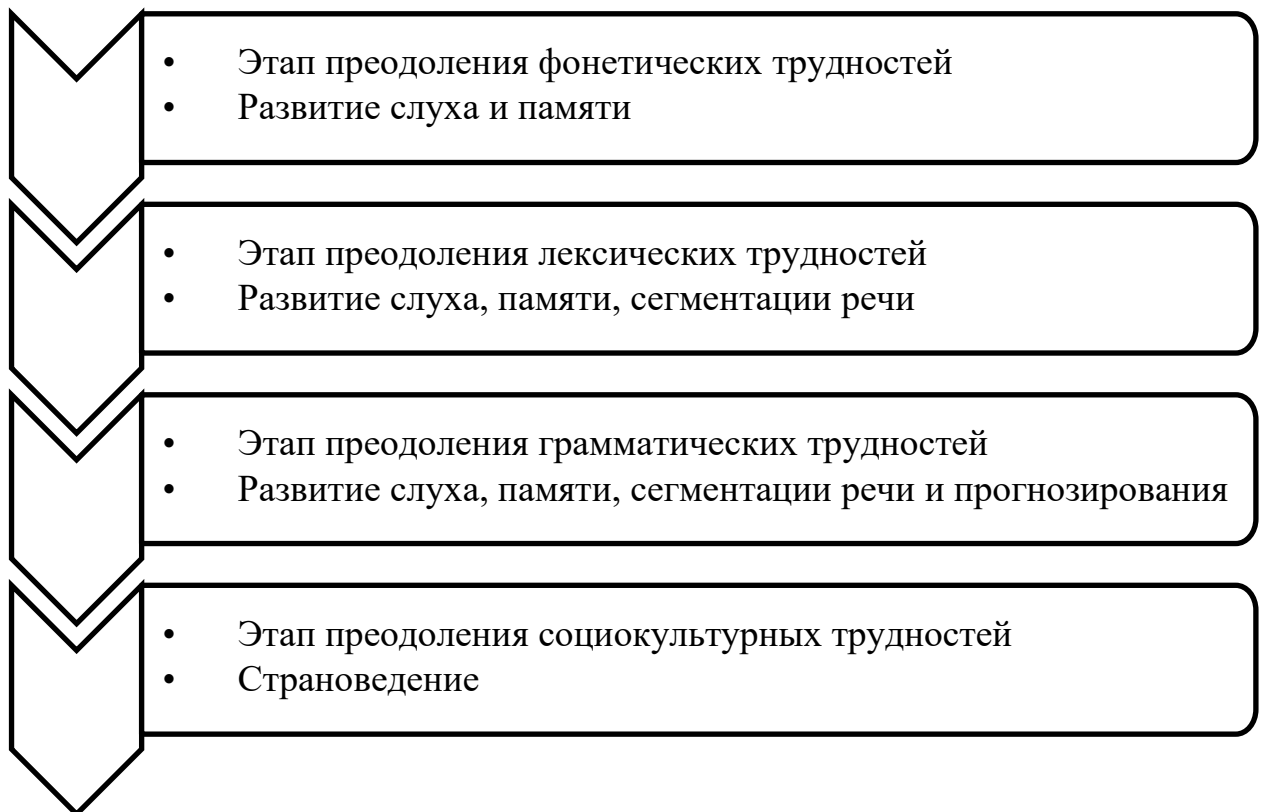 • Этап преодоления фонетических трудностей
• Развитие слуха и памяти
• Этап преодоления лексических трудностей
• Развитие слуха, памяти, сегментации речи
• Этап преодоления грамматических трудностей
• Развитие слуха, памяти, сегментации речи и прогнозирования
• Этап преодоления социокультурных трудностей
• Страноведение